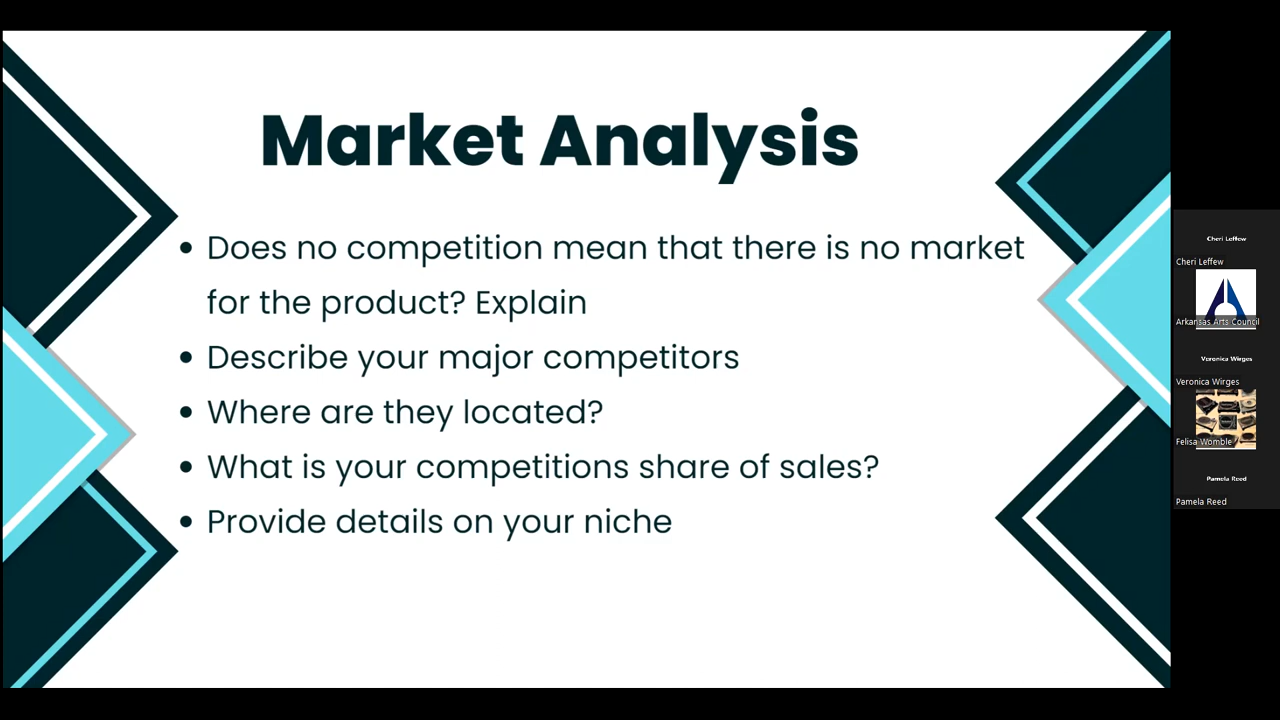 Market Analysis
• Does no competition mean that there is no market
for the product? Explain
• Describe your major competitors
• Where are they located?
• What is your competitions share of sales?
• Provide details on your niche
Cheri Leffew
Cheri Leffew
Arkansas Arts Council
Veronica Wirges
Veronica Wirges
Felisa Womble
Pamela Reed
Pamela Reed